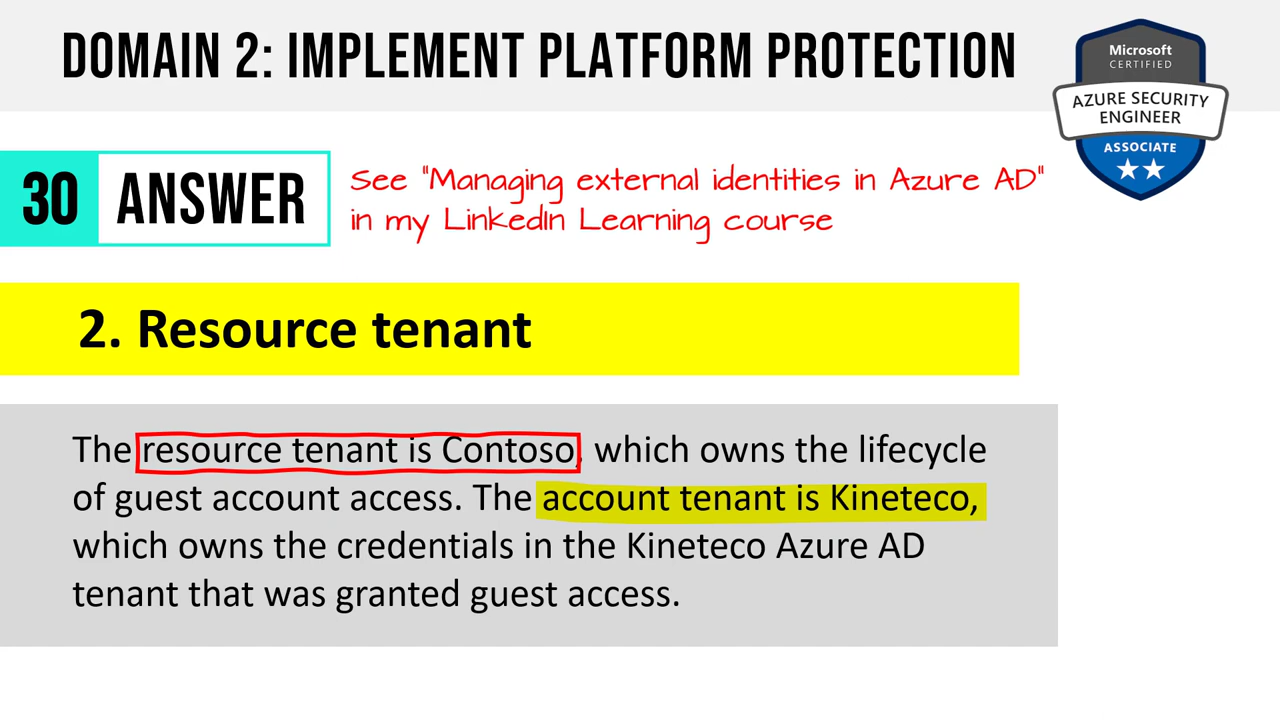 DOMAIN 2: IMPLEMENT PLATFORM PROTECTION
Microsoft
CERTIFIED
AZURE SECURITY
ENGINEER
ASSOCIATE
30 ANSWER
See "Managing external identities in Azure AD"
in my LinkedIn Learning course
2. Resource tenant
The resource tenant is Contoso, which owns the lifecycle
of guest account access. The account tenant is Kineteco,
which owns the credentials in the Kineteco Azure AD
tenant that was granted guest access.